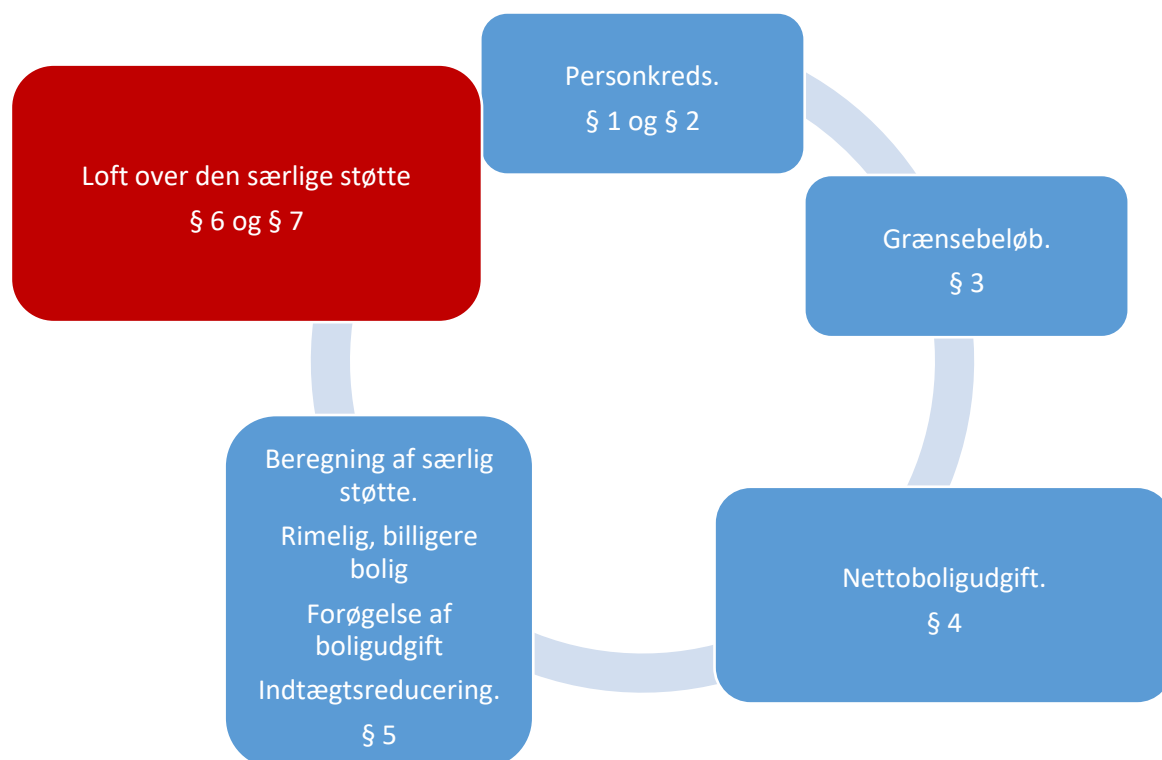 Personkreds.
§ 1 og § 2
Loft over den særlige støtte
§ 6 og § 7
Grænsebeløb.
§ 3
Beregning af særlig
støtte.
Rimelig, billigere
bolig
Forøgelse af
boligudgift
Indtægtsreducering.
§ 5
Nettoboligudgift.
§ 4